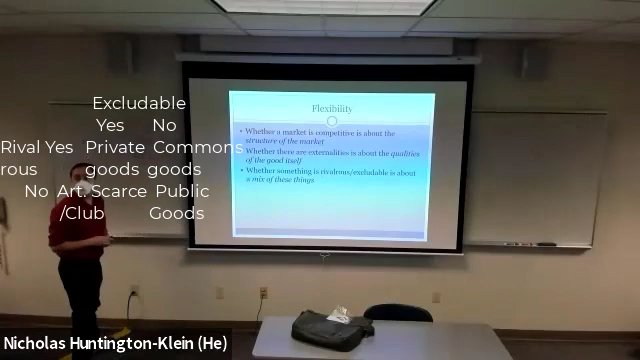 Excludable
Yes No
Rival Yes Private Commons
rous goods goods
No Art. Scarce Public
/Club Goods
Flexibility
• Whether a market is competitive is about the
structure of the market
• Whether there are externalities is about the qualities
of the good itself
• Whether something is rivalrous/excludable is about
a mix of these things
Nicholas Huntington-Klein (He)